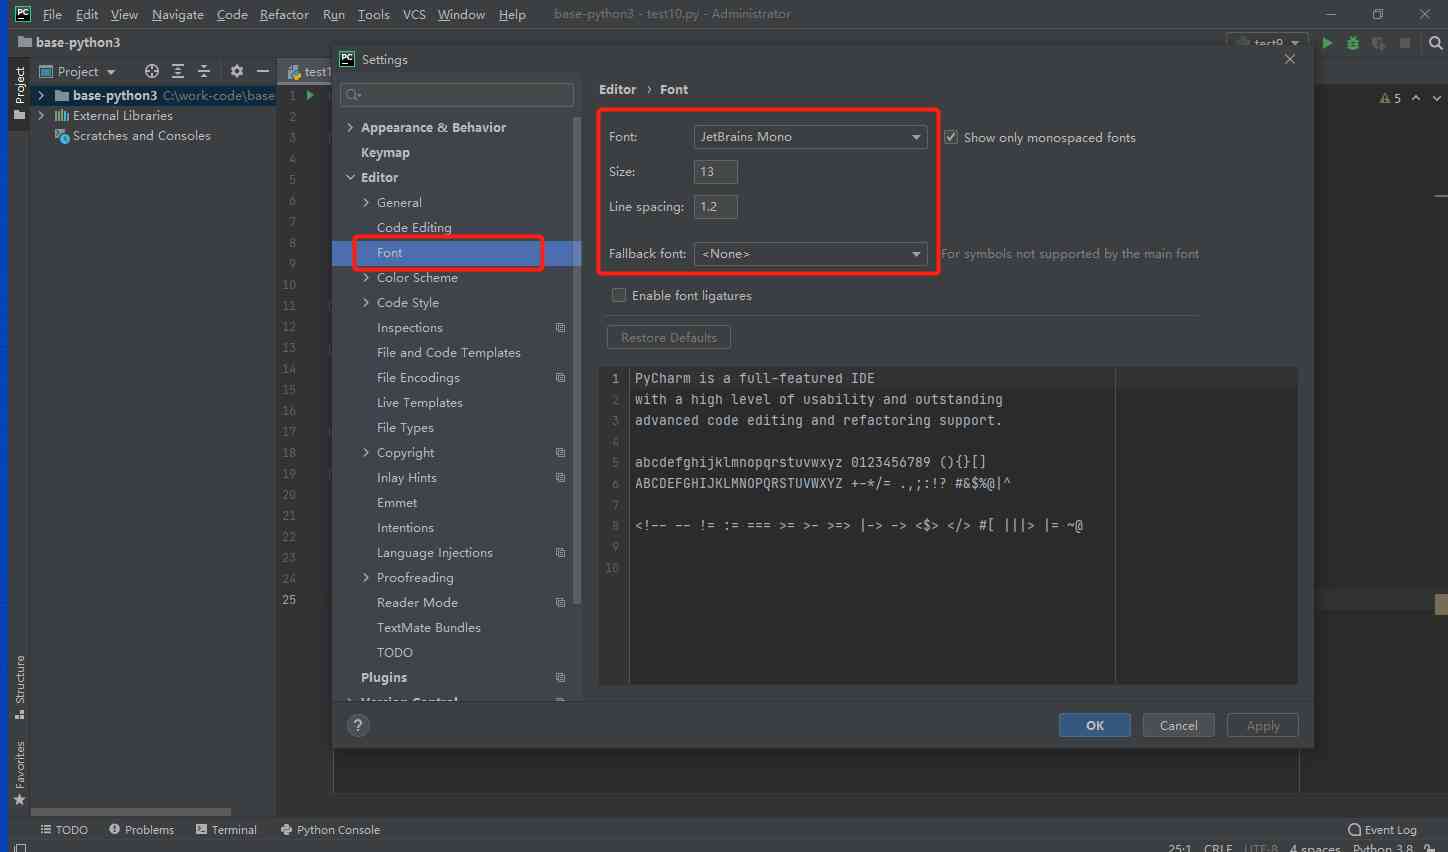 PC File Edit View Navigate Code Refactor Run Tools VCS Window Help base-python3 - test10.py - Administrator
base-python3
test9
Project
Project
test1
PC Settings
base-python3 C:\work-code\base
External Libraries
Scratches and Consoles
1
2
3
4
5
6
7
8
9
10
11
12
13
14
15
16
17
18
19
20
21
22
23
24
25
5
Appearance & Behavior
Keymap
Editor
General
Code Editing
Font
Color Scheme
Code Style
Inspections
File and Code Templates
File Encodings
Live Templates
File Types
Copyright
Inlay Hints
Emmet
Intentions
Language Injections
Proofreading
Reader Mode
TextMate Bundles
TODO
Plugins
Version Control
Editor › Font
Font: JetBrains Mono Show only monospaced fonts
Size: 13
Line spacing: 1.2
Fallback font: <None> For symbols not supported by the main font
Enable font ligatures
Restore Defaults
1 PyCharm is a full-featured IDE
2 with a high level of usability and outstanding
3 advanced code editing and refactoring support.
4
5 abcdefghijklmnopqrstuvwxyz 0123456789 (){}[]
6 ABCDEFGHIJKLMNOPQRSTUVWXYZ +-*/= .,;:!? #&$%@|^
7
8 <!-- -- != := === >= >- >=> |-> -> <$> </> #[ |||> |= ~@
9
10
? OK Cancel Apply
Structure
Favorites
TODO Problems Terminal Python Console Event Log
25:1 CRLF UTF-8 4 spaces Python 3.8